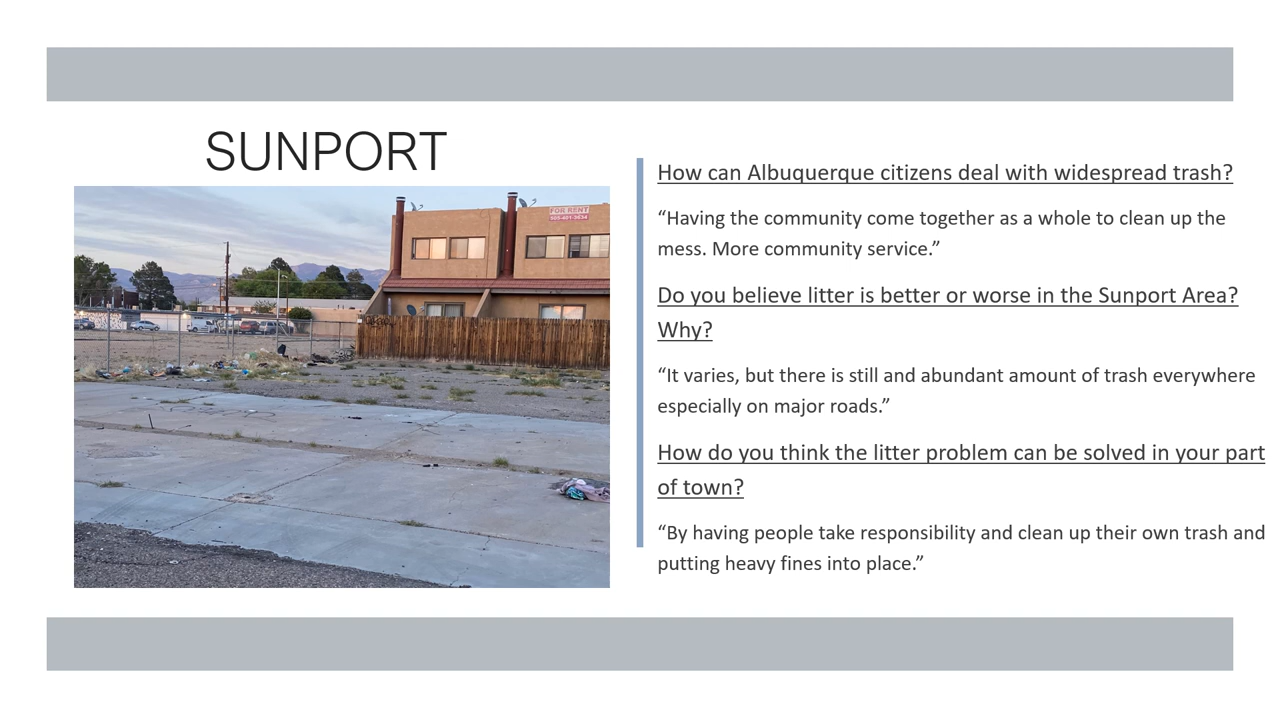 SUNPORT
FOR RENT
How can Albuquerque citizens deal with widespread trash?
“Having the community come together as a whole to clean up the
mess. More community service.”
Do you believe litter is better or worse in the Sunport Area?
Why?
“It varies, but there is still and abundant amount of trash everywhere
especially on major roads.”
How do you think the litter problem can be solved in your part
of town?
“By having people take responsibility and clean up their own trash and
putting heavy fines into place.”